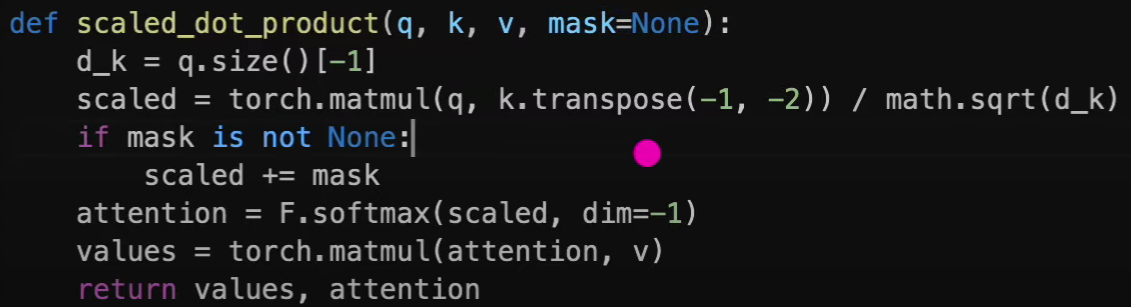 def scaled_dot_product(q, k, v, mask=None):
    d_k = q.size()[-1]
    scaled = torch.matmul(q, k.transpose(-1, -2)) / math.sqrt(d_k)
    if mask is not None:
        scaled += mask
    attention = F.softmax(scaled, dim=-1)
    values = torch.matmul(attention, v)
    return values, attention